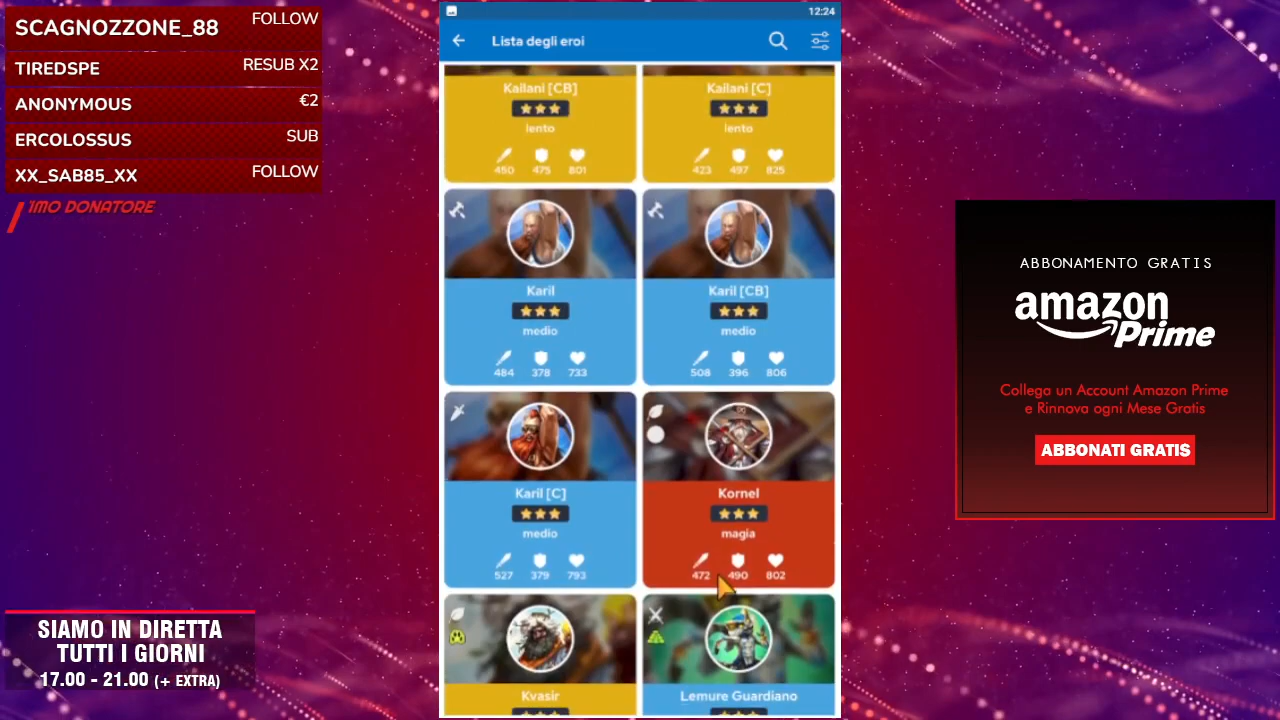 SCAGNOZZONE_88 FOLLOW
TIREDSPE RESUB X2
ANONYMOUS €2
ERCOLOSSUS SUB
XX_SAB85_XX FOLLOW
1MO DONATORE
12:24
Lista degli eroi
Kailani [CB] Kailani [C]
lento lento
450 475 801 423 497 825
Karil Karil [CB]
medio medio
484 378 733 508 396 806
Karil [C] Kornel
medio magia
527 379 793 472 490 802
Kvasir Lemure Guardiano
ABBONAMENTO GRATIS
amazon
Prime
Collega un Account Amazon Prime
e Rinnova ogni Mese Gratis
ABBONATI GRATIS
SIAMO IN DIRETTA
TUTTI I GIORNI
17.00 - 21.00 (+ EXTRA)